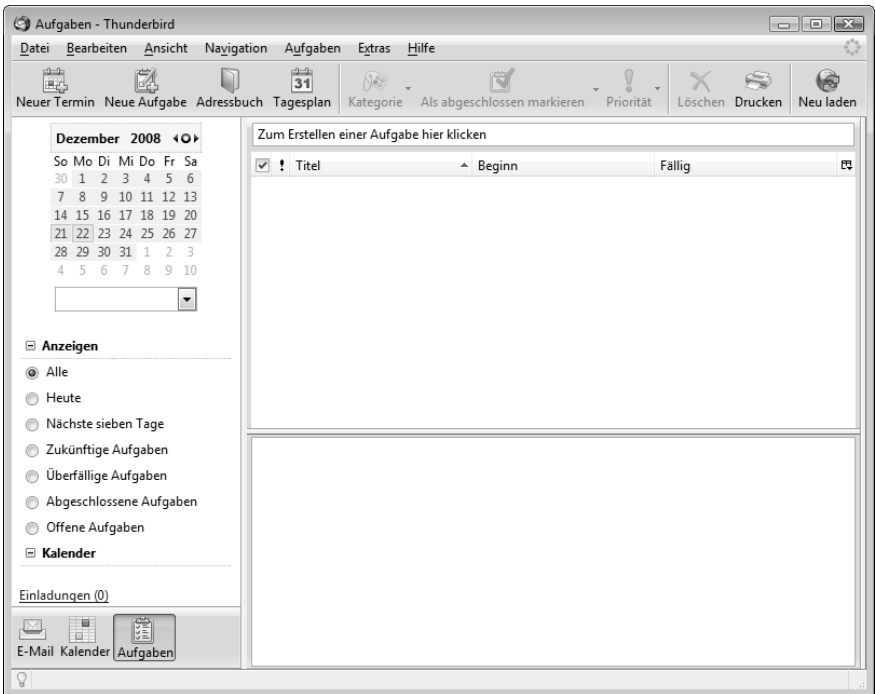 Aufgaben - Thunderbird
Datei Bearbeiten Ansicht Navigation Aufgaben Extras Hilfe
31
Neuer Termin Neue Aufgabe Adressbuch Tagesplan Kategorie Als abgeschlossen markieren Priorität Löschen Drucken Neu laden
Dezember 2008
So Mo Di Mi Do Fr Sa
30 1 2 3 4 5 6
7 8 9 10 11 12 13
14 15 16 17 18 19 20
21 22 23 24 25 26 27
28 29 30 31 1 2 3
4 5 6 7 8 9 10
Anzeigen
Alle
Heute
Nächste sieben Tage
Zukünftige Aufgaben
Überfällige Aufgaben
Abgeschlossene Aufgaben
Offene Aufgaben
Kalender
Einladungen (0)
E-Mail Kalender Aufgaben
Zum Erstellen einer Aufgabe hier klicken
! Titel Beginn Fällig